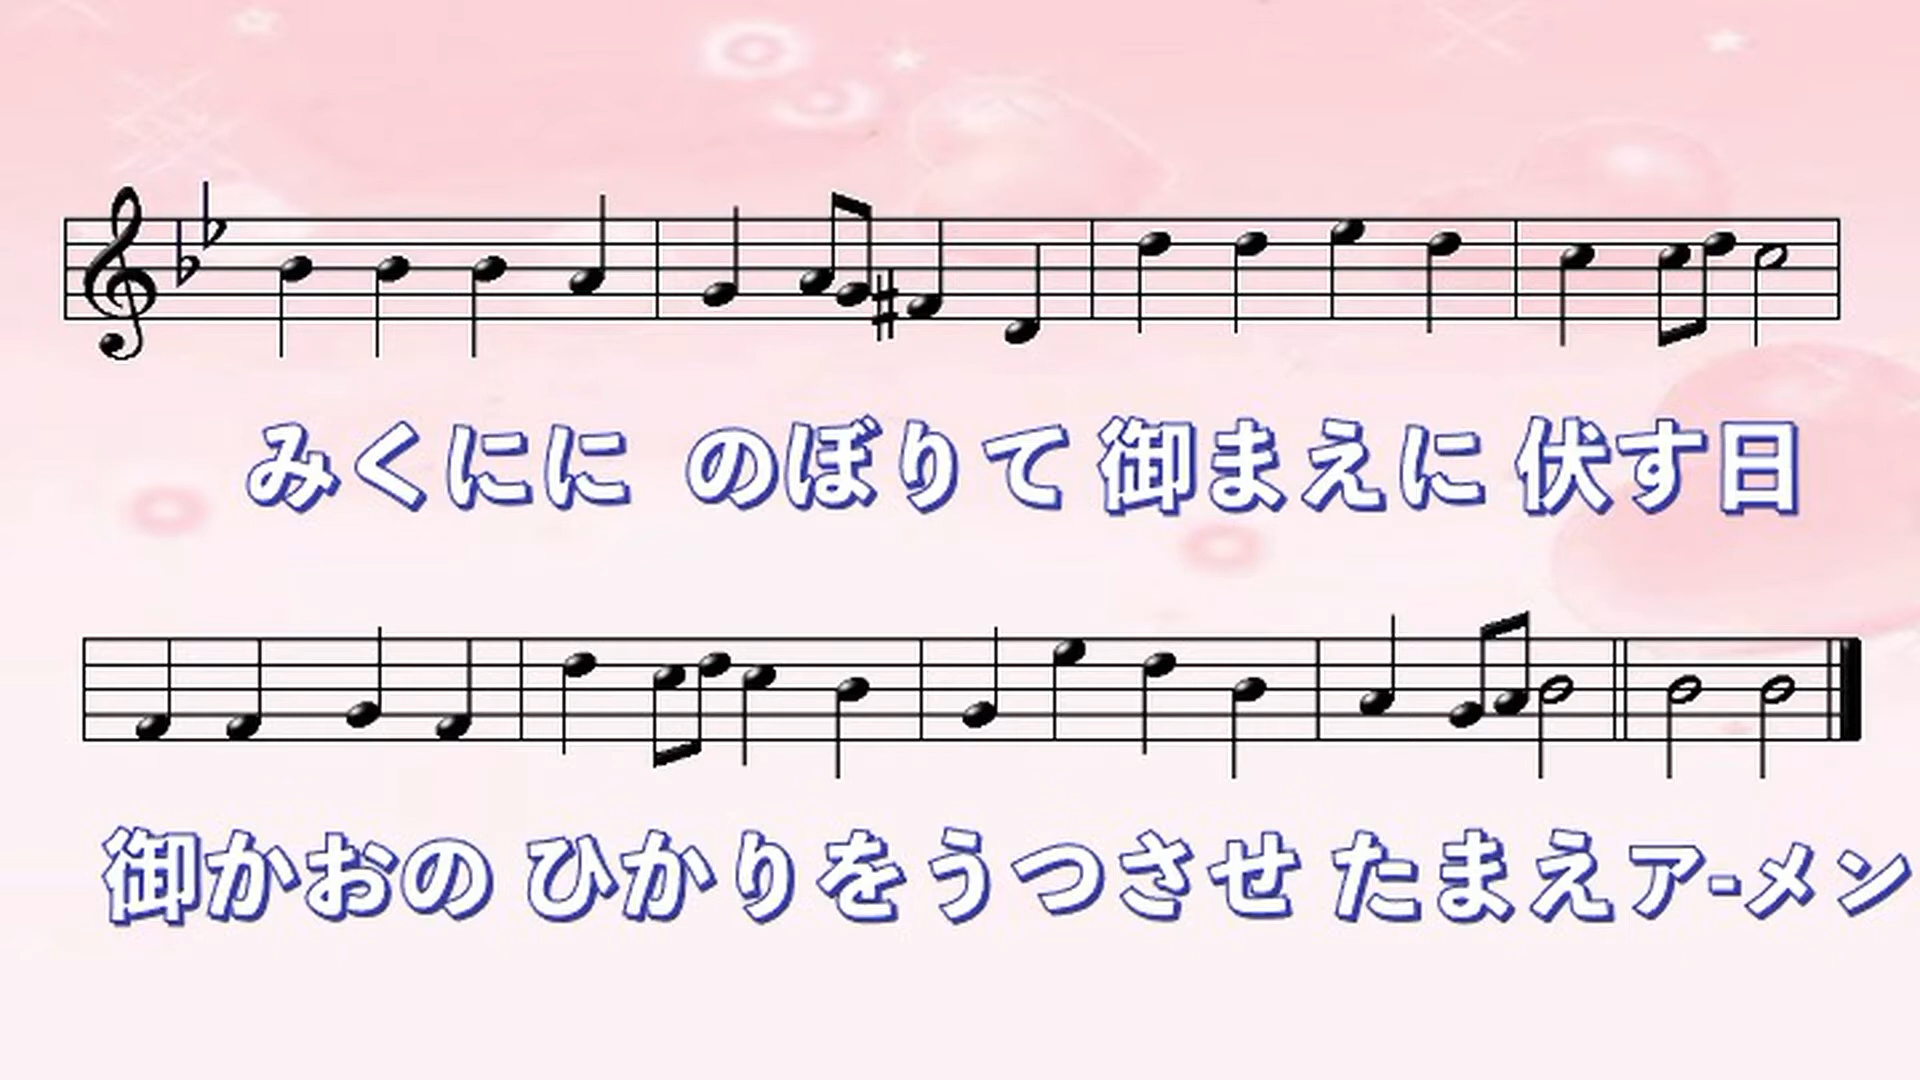 みくにに のぼりて 御まえに 伏す日
御かおの ひかりを うつさせ たまえ ア-メン